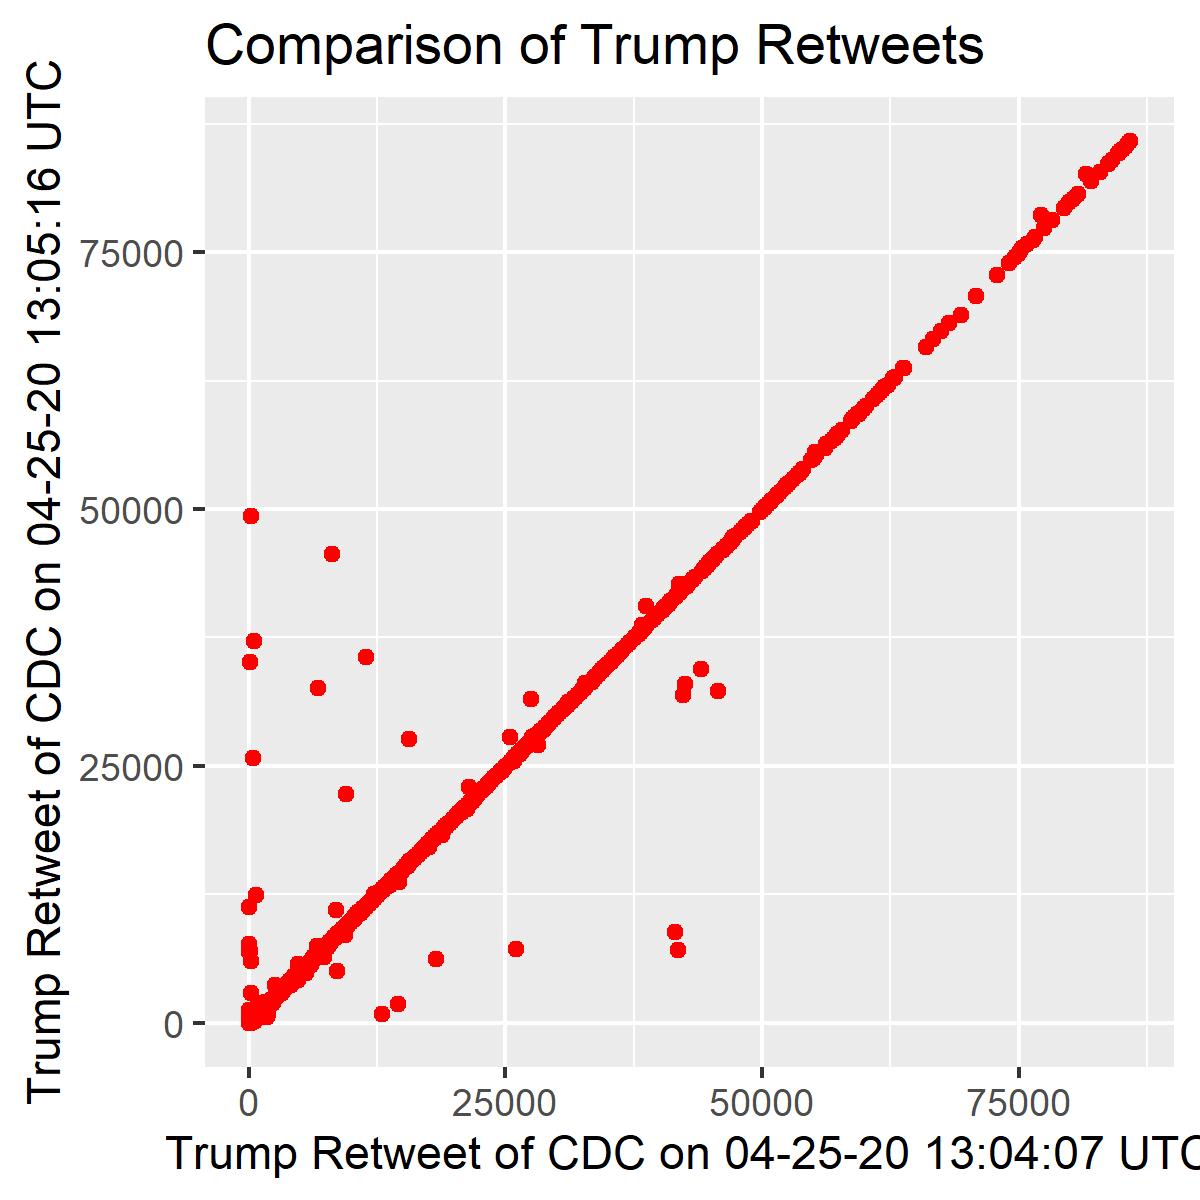 Comparison of Trump Retweets
Trump Retweet of CDC on 04-25-20 13:05:16 UTC
75000
50000
25000
0
0
25000
50000
75000
Trump Retweet of CDC on 04-25-20 13:04:07 UTC